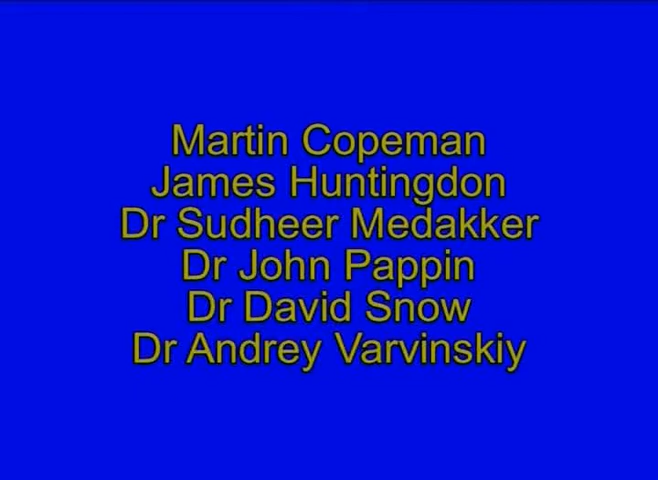 Martin Copeman
James Huntingdon
Dr Sudheer Medakker
Dr John Pappin
Dr David Snow
Dr Andrey Varvinskiy